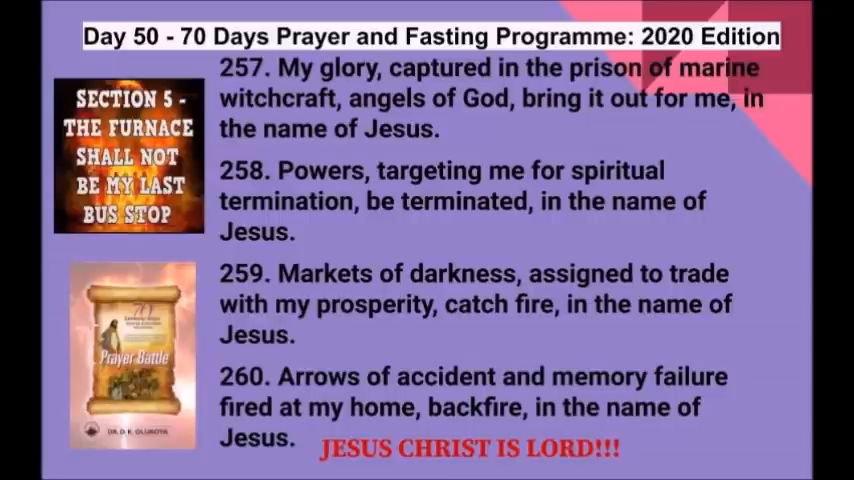 Day 50 - 70 Days Prayer and Fasting Programme: 2020 Edition
257. My glory, captured in the prison of marine
witchcraft, angels of God, bring it out for me, in
the name of Jesus.
258. Powers, targeting me for spiritual
termination, be terminated, in the name of
Jesus.
259. Markets of darkness, assigned to trade
with my prosperity, catch fire, in the name of
Jesus.
260. Arrows of accident and memory failure
fired at my home, backfire, in the name of
Jesus.
JESUS CHRIST IS LORD!!!
SECTION 5 -
THE FURNACE
SHALL NOT
BE MY LAST
BUS STOP
70
Prayer Battle
DR. D. K. OLUKOYA